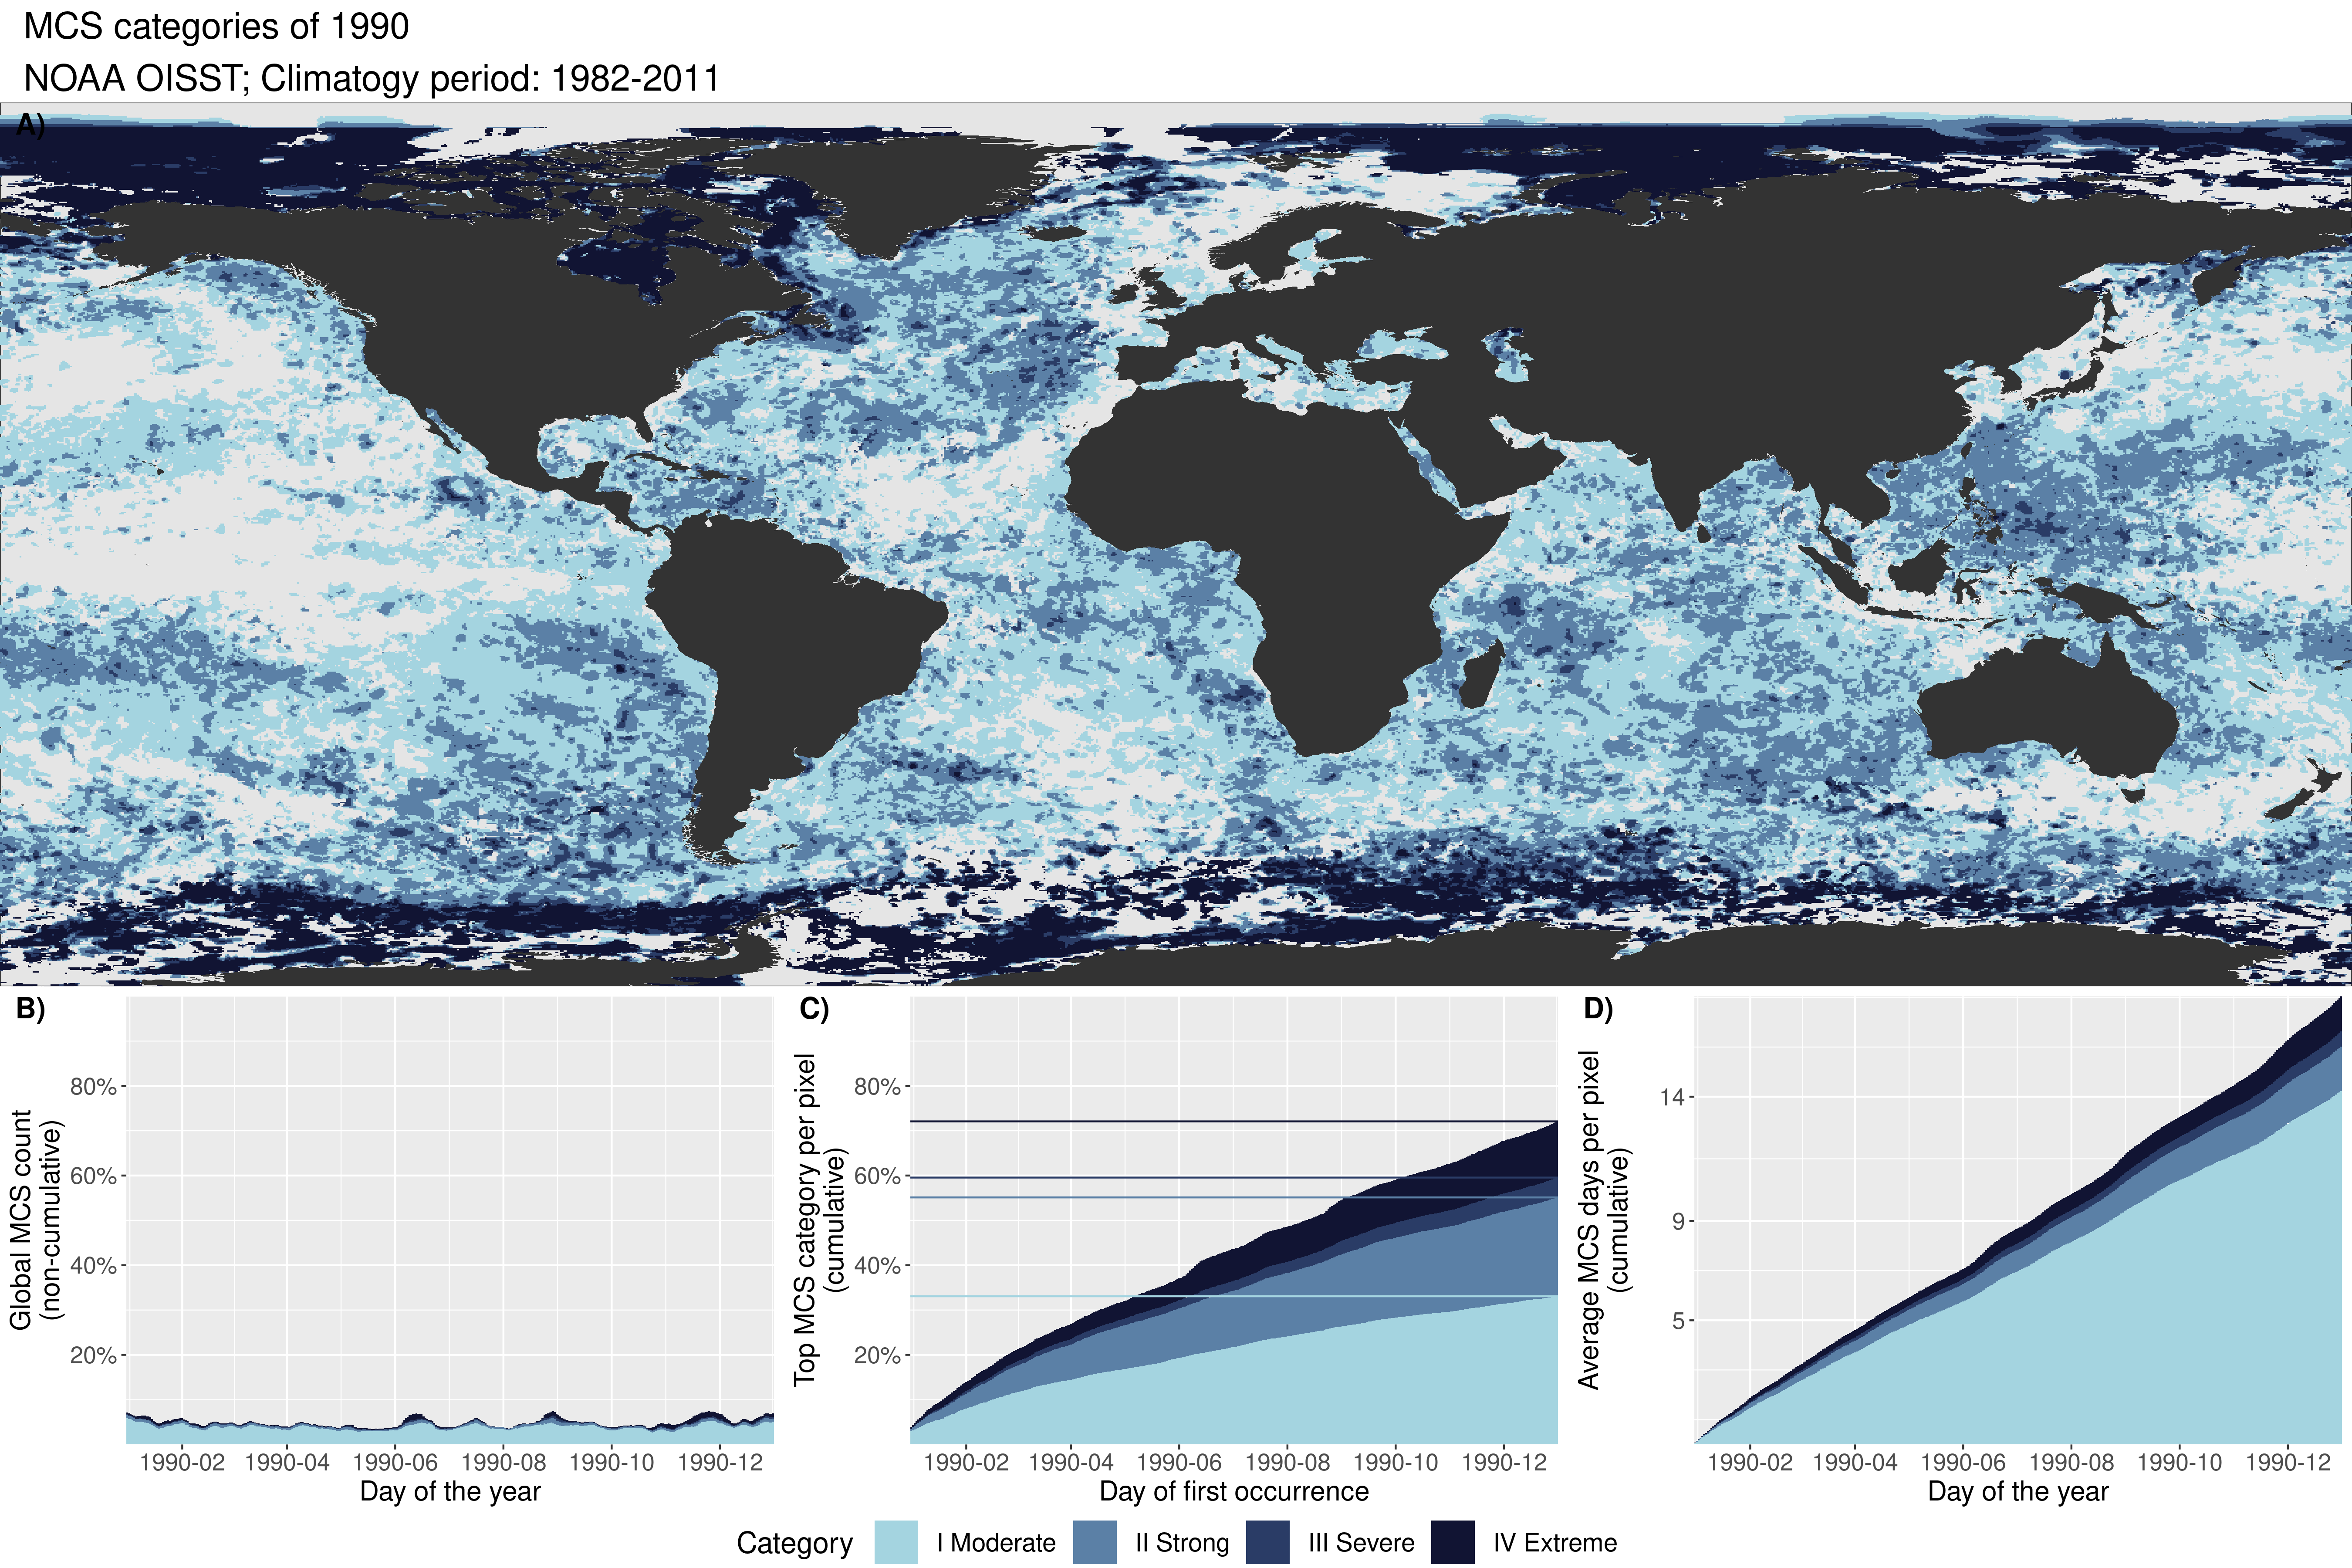 MCS categories of 1990
NOAA OISST; Climatogy period: 1982-2011
A)
B)
Global MCS count
(non-cumulative)
80%
60%
40%
20%
1990-02 1990-04 1990-06 1990-08 1990-10 1990-12
Day of the year
C)
Top MCS category per pixel
(cumulative)
80%
60%
40%
20%
1990-02 1990-04 1990-06 1990-08 1990-10 1990-12
Day of first occurrence
D)
Average MCS days per pixel
(cumulative)
14
9
5
1990-02 1990-04 1990-06 1990-08 1990-10 1990-12
Day of the year
Category I Moderate II Strong III Severe IV Extreme